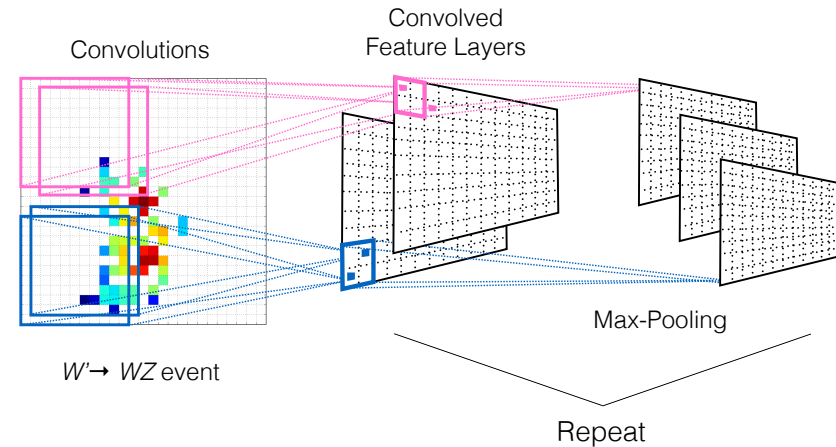 Convolutions
Convolved
Feature Layers
Max-Pooling
W'→ WZ event
Repeat